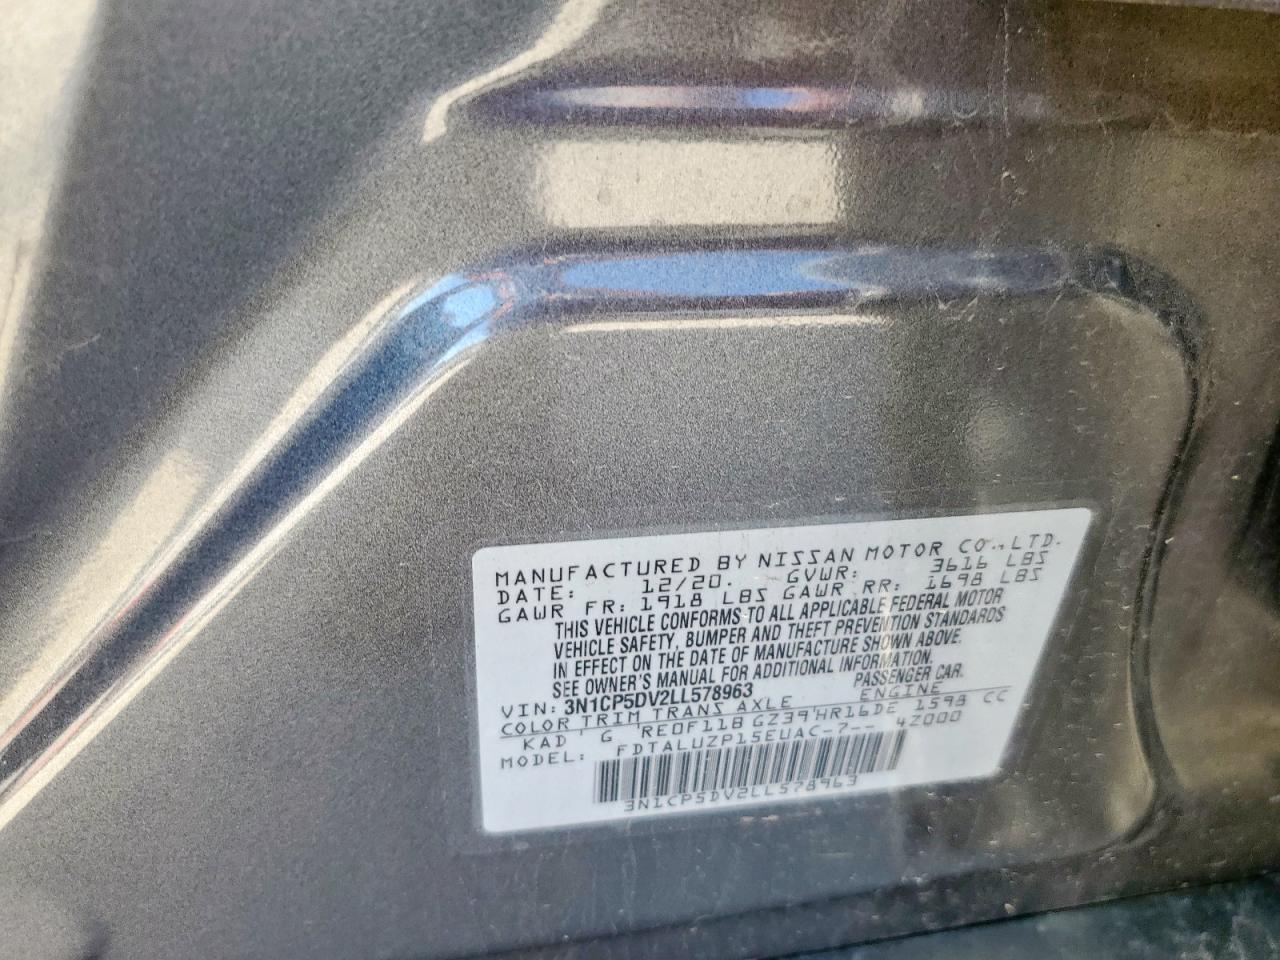 MANUFACTURED BY NISSAN MOTOR CO.,LTD.
DATE: 12/20. GVWR: 3616 LBS
GAWR FR: 1918 LBS GAWR RR: 1698 LBS
THIS VEHICLE CONFORMS TO ALL APPLICABLE FEDERAL MOTOR
VEHICLE SAFETY, BUMPER AND THEFT PREVENTION STANDARDS
IN EFFECT ON THE DATE OF MANUFACTURE SHOWN ABOVE.
SEE OWNER'S MANUAL FOR ADDITIONAL INFORMATION.
VIN: 3N1CP5DV2LL578963 PASSENGER CAR.
COLOR TRIM TRANS AXLE ENGINE
KAD G RE0F11B GZ39 HR16DE 1598 CC
MODEL: FDTALUZP15EUAC-7-- 4Z000
3N1CP5DV2LL578963